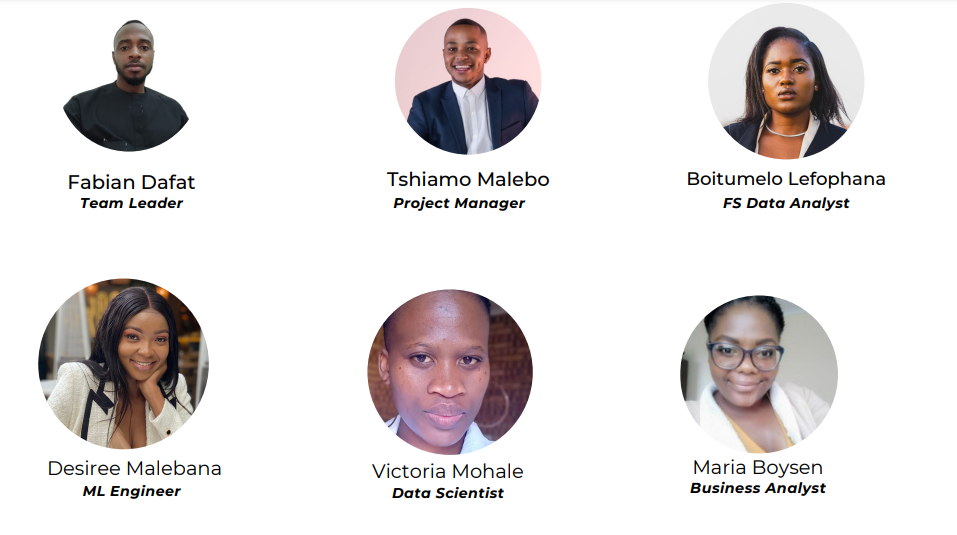 Fabian Dafat
Team Leader
Tshiamo Malebo
Project Manager
Boitumelo Lefophana
FS Data Analyst
Desiree Malebana
ML Engineer
Victoria Mohale
Data Scientist
Maria Boysen
Business Analyst